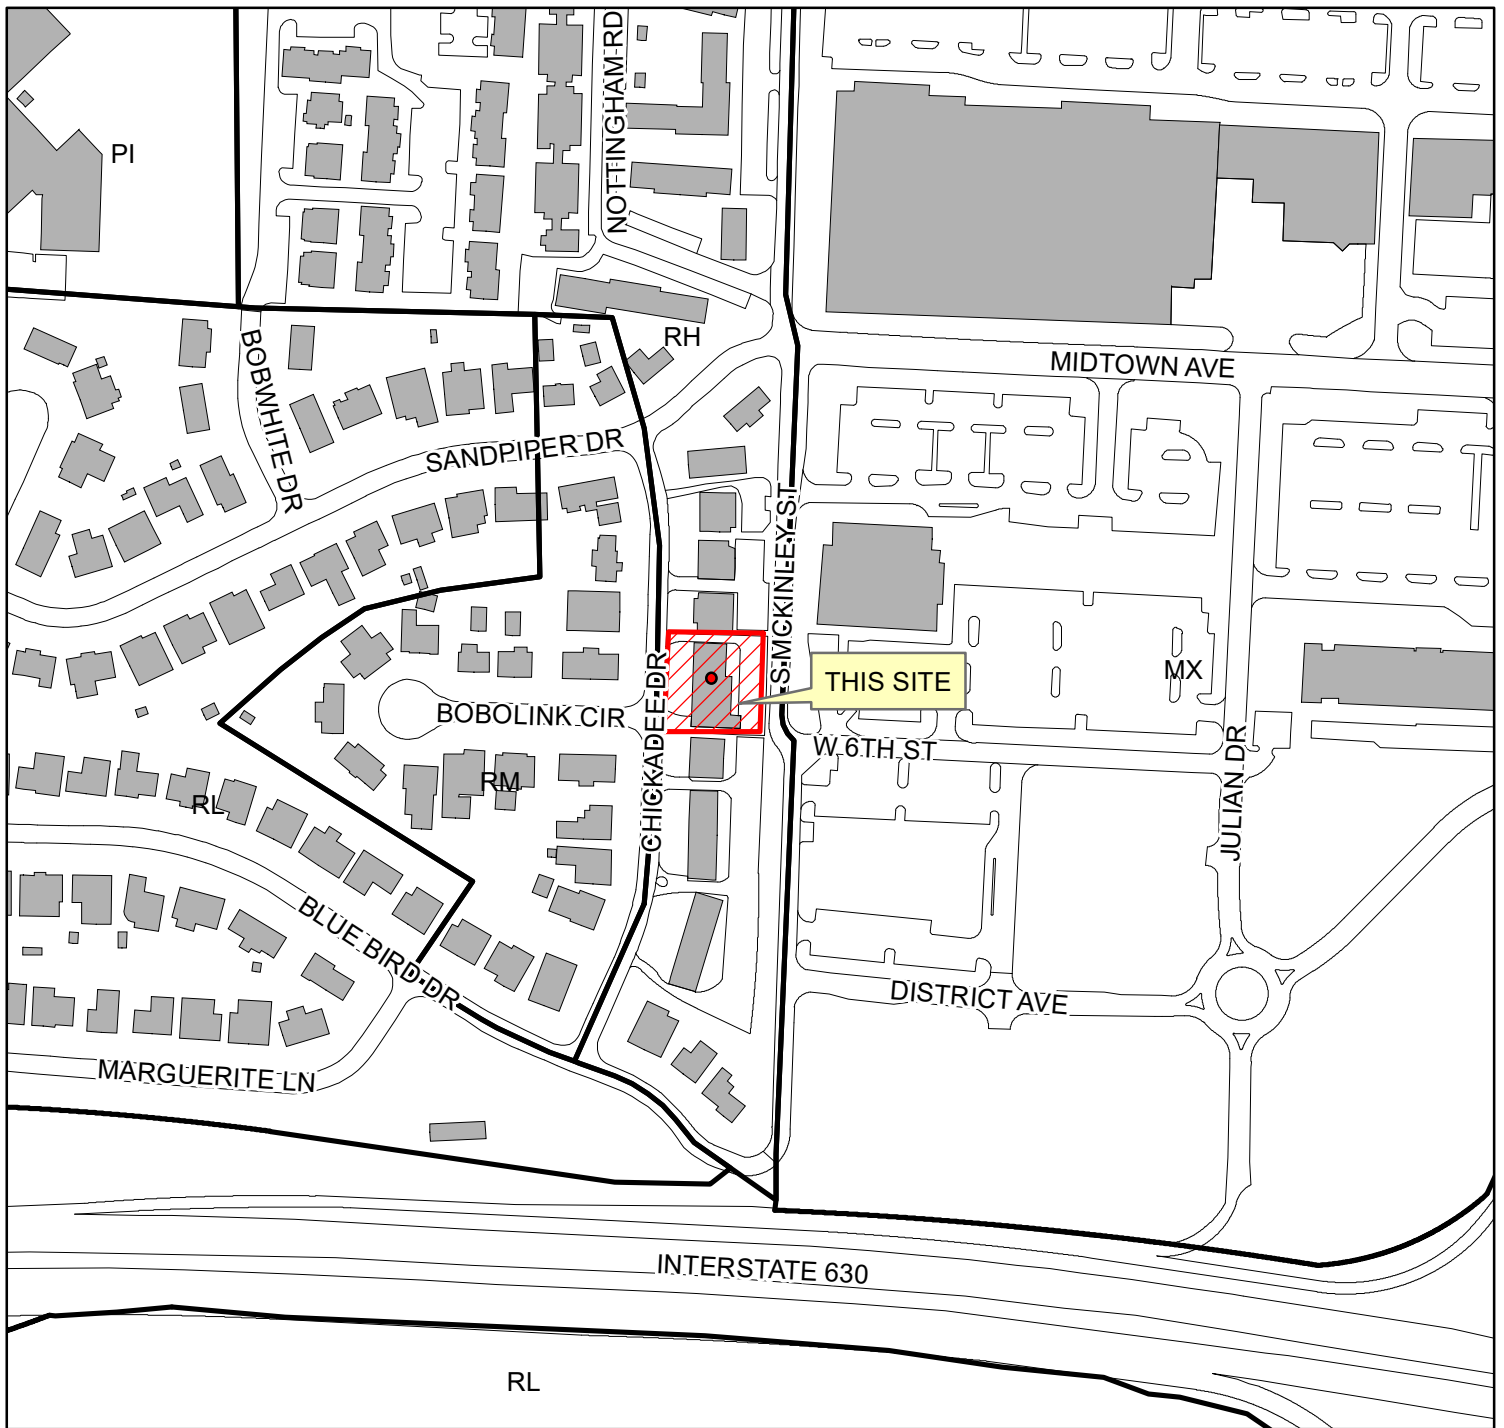 NOTTINGHAM RD
PI
RH
BOBWHITE DR
MIDTOWN AVE
SANDPIPER DR
S MCKINLEY ST
THIS SITE
MX
CHICKADEE DR
BOBOLINK CIR
W 6TH ST
RM
RL
JULIAN DR
BLUE BIRD DR
DISTRICT AVE
MARGUERITE LN
INTERSTATE 630
RL